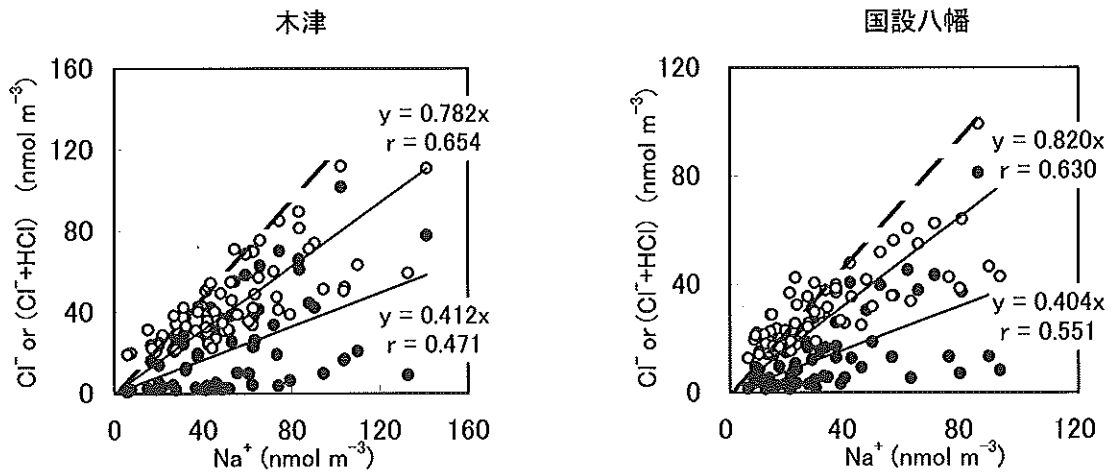 木津
Cl⁻ or (Cl⁻+HCl) (nmol m⁻³)
160
120
80
40
0
y = 0.782x
r = 0.654
y = 0.412x
r = 0.471
0 40 80 120 160
Na⁺ (nmol m⁻³)
国設八幡
Cl⁻ or (Cl⁻+HCl) (nmol m⁻³)
120
80
40
0
y = 0.820x
r = 0.630
y = 0.404x
r = 0.551
0 40 80 120
Na⁺ (nmol m⁻³)